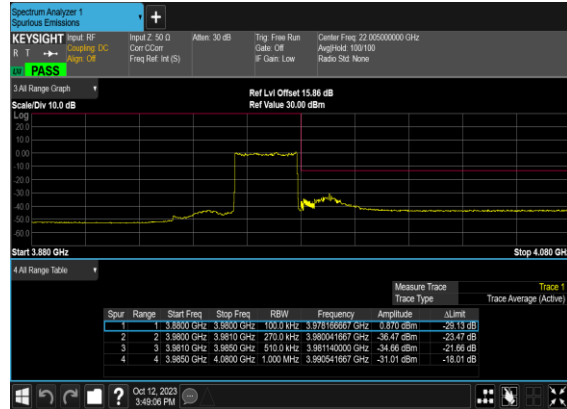 Spectrum Analyzer 1
Spurious Emissions
KEYSIGHT Input: RF Input Z: 50 Ω Atten: 30 dB Trig: Free Run Center Freq: 22.005000000 GHz
R T Coupling: DC Corr CCorr Gate: Off Avg|Hold: 100/100
Align: Off Freq Ref: Int (S) IF Gain: Low Radio Std: None
PASS
3 All Range Graph
Ref Lvl Offset 15.86 dB
Scale/Div 10.0 dB Ref Value 30.00 dBm
Log
20.0
10.0
0.00
-10.0
-20.0
-30.0
-40.0
-50.0
-60.0
Start 3.880 GHz Stop 4.080 GH
4 All Range Table
Measure Trace Trace 1
Trace Type Trace Average (Active)
Spur Range Start Freq Stop Freq RBW Frequency Amplitude ΔLimit
1 1 3.8800 GHz 3.9800 GHz 100.0 kHz 3.978166667 GHz 0.870 dBm -29.13 dB
2 2 3.9800 GHz 3.9810 GHz 270.0 kHz 3.980041667 GHz -36.47 dBm -23.47 dB
3 3 3.9810 GHz 3.9850 GHz 510.0 kHz 3.981140000 GHz -34.66 dBm -21.66 dB
4 4 3.9850 GHz 4.0800 GHz 1.000 MHz 3.990541667 GHz -31.01 dBm -18.01 dB
? Oct 12, 2023
3:49:06 PM